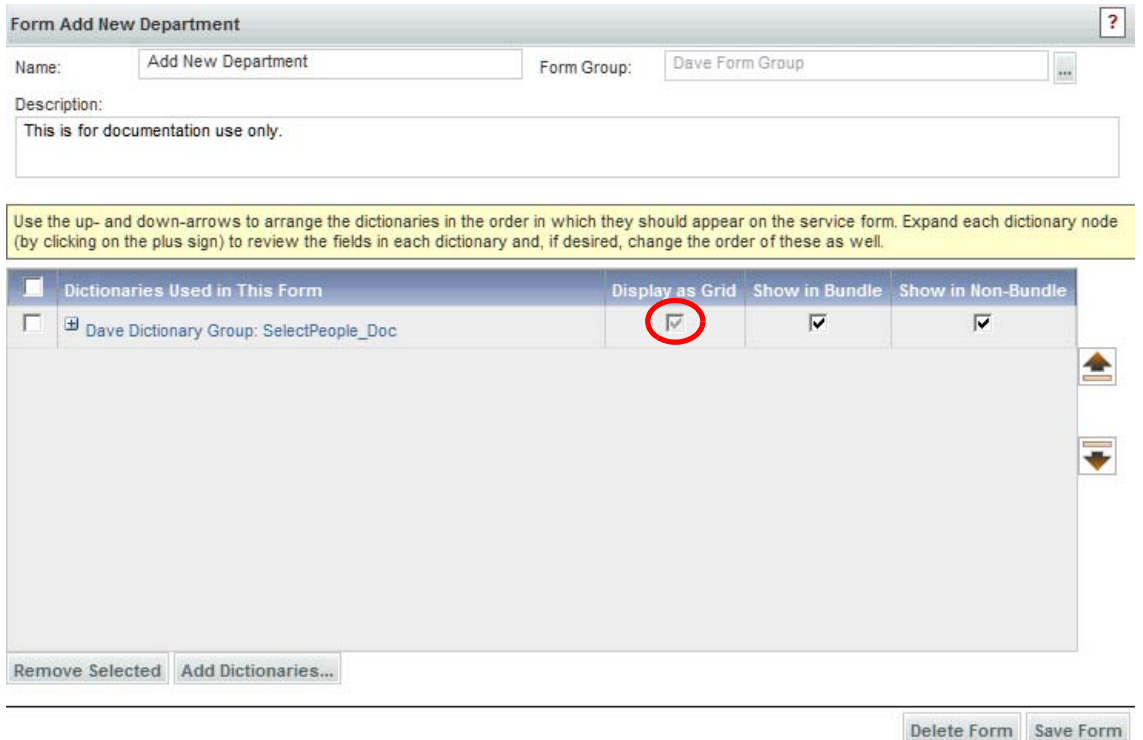 Form Add New Department ?
Name: Add New Department Form Group: Dave Form Group ...
Description:
This is for documentation use only.
Use the up- and down-arrows to arrange the dictionaries in the order in which they should appear on the service form. Expand each dictionary node
(by clicking on the plus sign) to review the fields in each dictionary and, if desired, change the order of these as well.
Dictionaries Used in This Form Display as Grid Show in Bundle Show in Non-Bundle
Dave Dictionary Group: SelectPeople_Doc
Remove Selected Add Dictionaries...
Delete Form Save Form